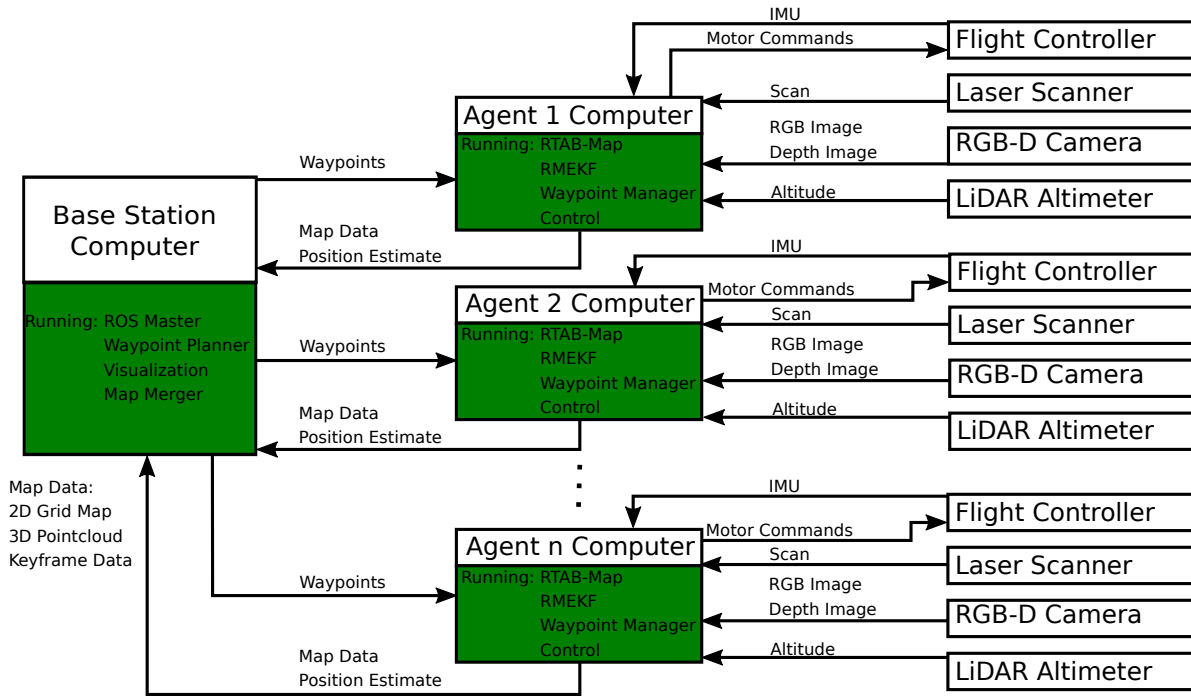 IMU
Motor Commands
Flight Controller
Scan
Laser Scanner
RGB Image
Depth Image
RGB-D Camera
Altitude
LiDAR Altimeter
Agent 1 Computer
Running: RTAB-Map
RMEKF
Waypoint Manager
Control
Waypoints
Map Data
Position Estimate
Base Station
Computer
Running: ROS Master
Waypoint Planner
Visualization
Map Merger
IMU
Motor Commands
Flight Controller
Scan
Laser Scanner
RGB Image
Depth Image
RGB-D Camera
Altitude
LiDAR Altimeter
Agent 2 Computer
Running: RTAB-Map
RMEKF
Waypoint Manager
Control
Waypoints
Map Data
Position Estimate
Map Data:
2D Grid Map
3D Pointcloud
Keyframe Data
IMU
Motor Commands
Flight Controller
Scan
Laser Scanner
RGB Image
Depth Image
RGB-D Camera
Altitude
LiDAR Altimeter
Agent n Computer
Running: RTAB-Map
RMEKF
Waypoint Manager
Control
Waypoints
Map Data
Position Estimate